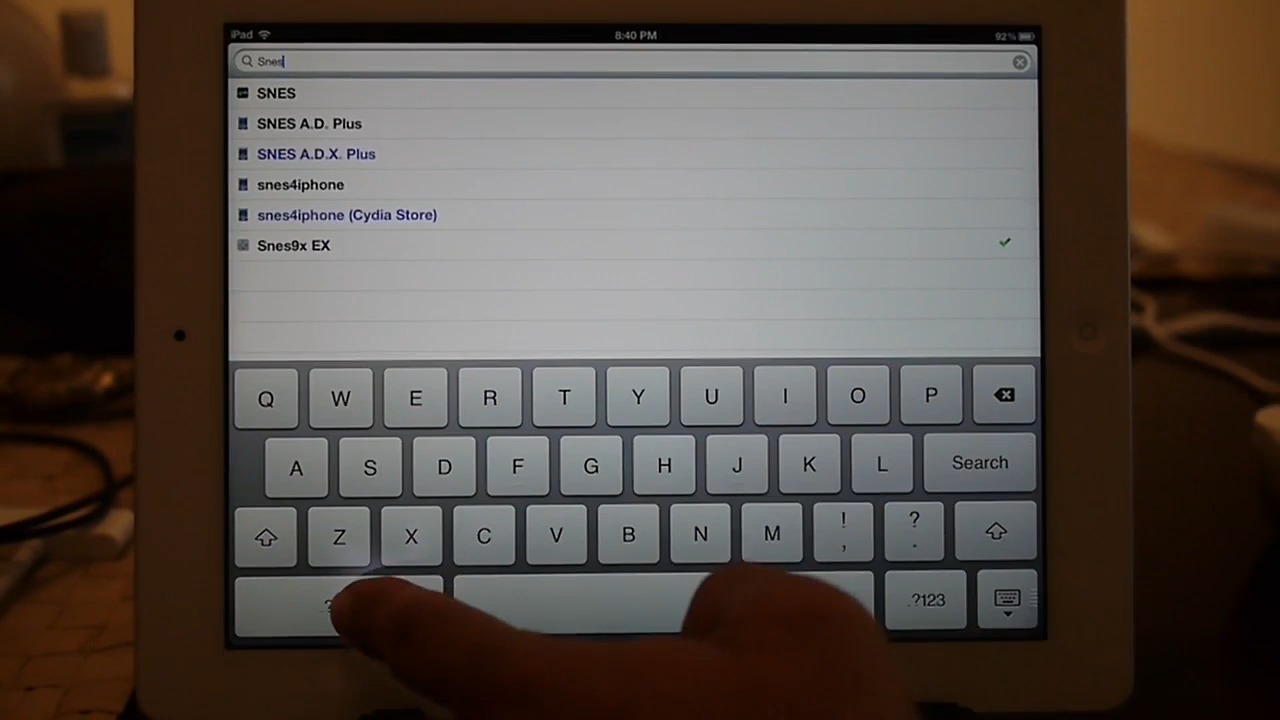 iPad 8:40 PM 92%
Snes
SNES
SNES A.D. Plus
SNES A.D.X. Plus
snes4iphone
snes4iphone (Cydia Store)
Snes9x EX
Q W E R T Y U I O P
A S D F G H J K L Search
Z X C V B N M ! , ? .
.?123